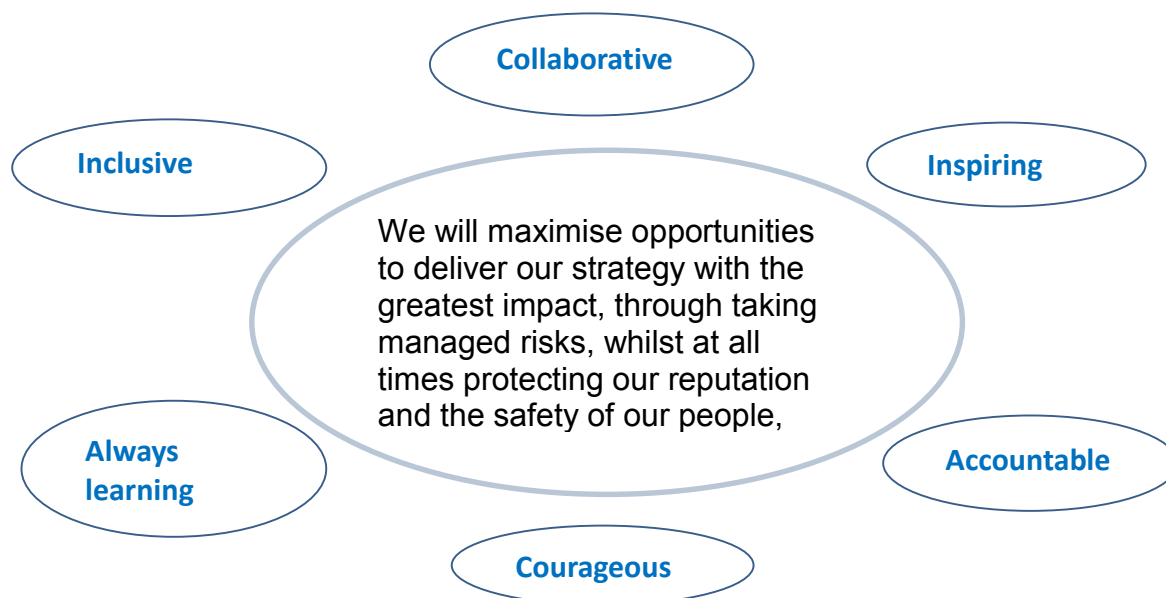 Collaborative
Inclusive
Inspiring
We will maximise opportunities
to deliver our strategy with the
greatest impact, through taking
managed risks, whilst at all
times protecting our reputation
and the safety of our people,
Always
learning
Accountable
Courageous